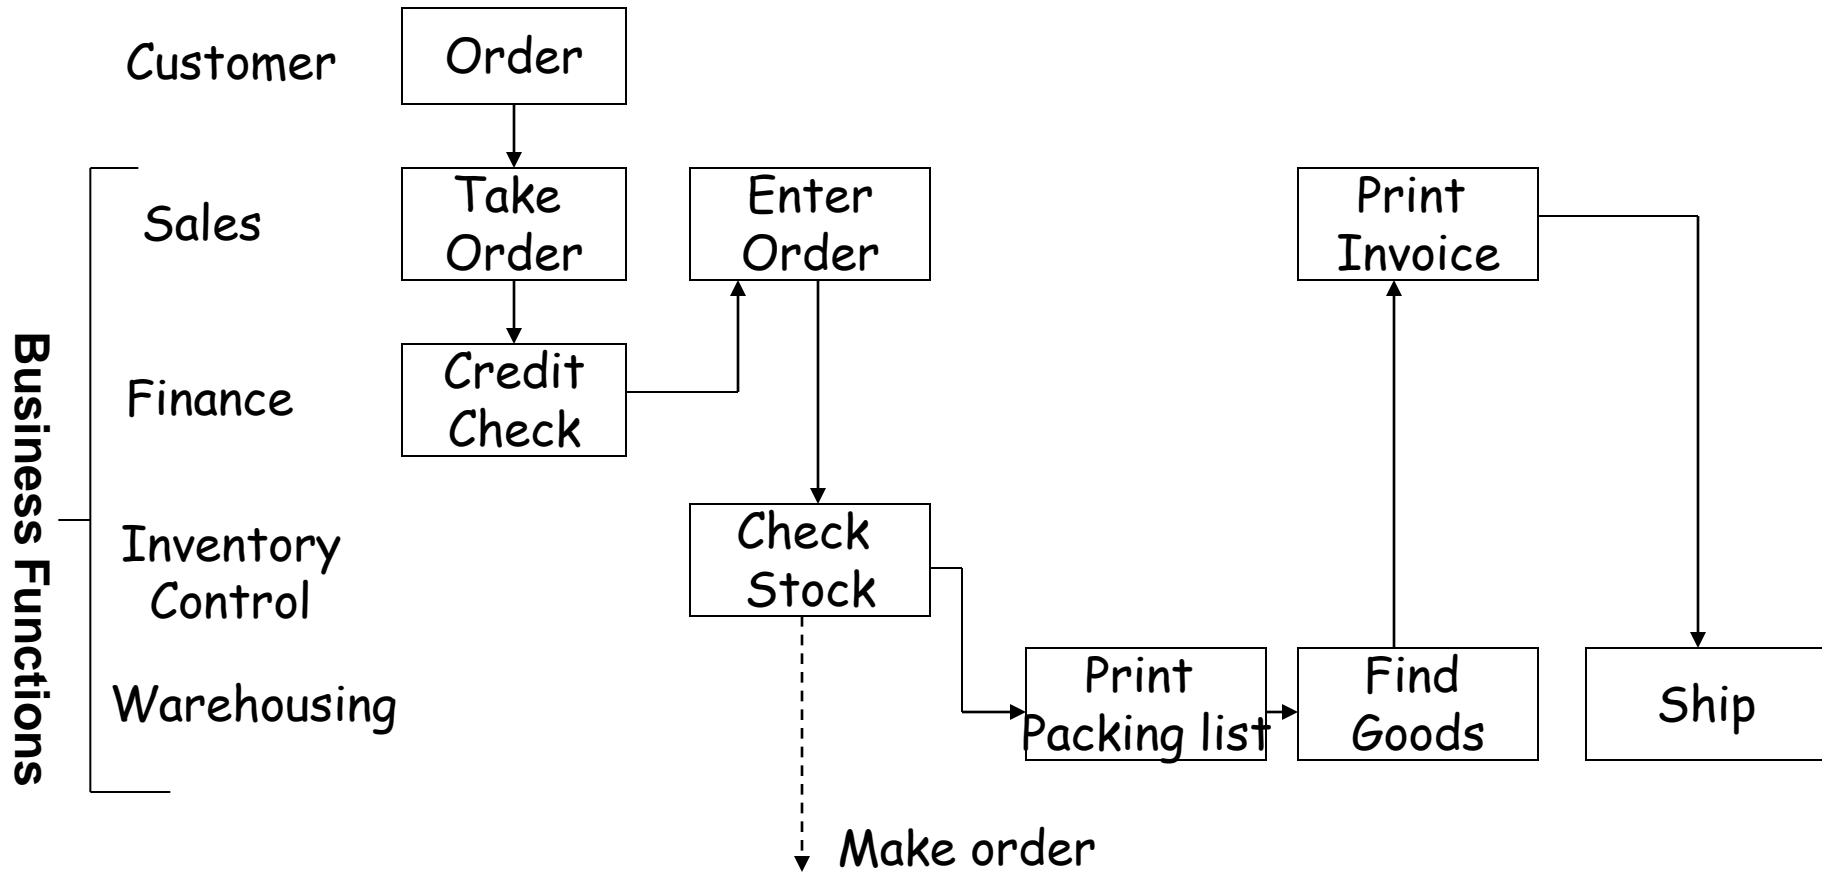 Customer
Order
Sales
Take
Order
Enter
Order
Print
Invoice
Finance
Credit
Check
Business Functions
Inventory
Control
Check
Stock
Warehousing
Print
Packing list
Find
Goods
Ship
Make order